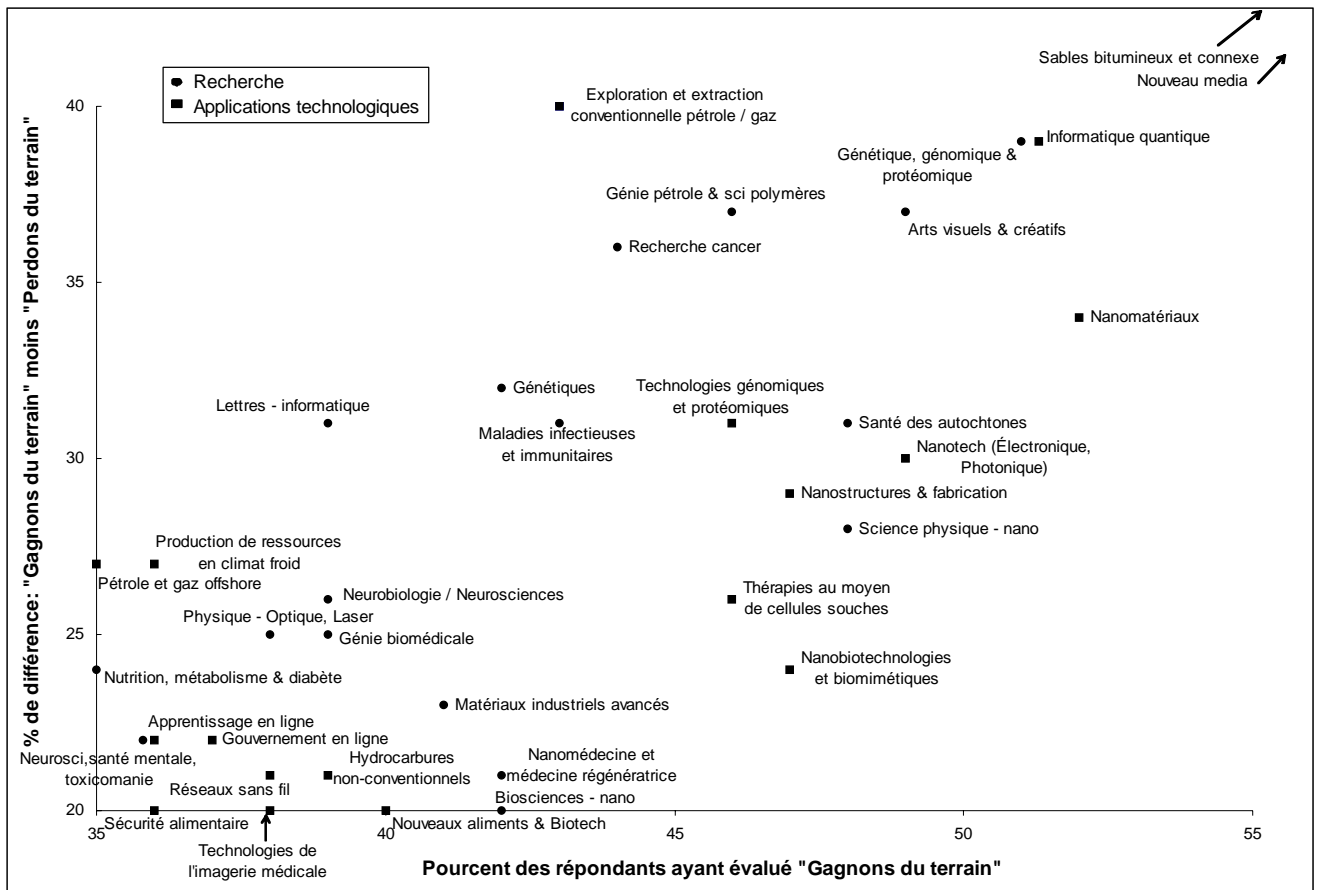 Sables bitumineux et connexe
Nouveau media
Recherche
Applications technologiques
Exploration et extraction
conventionnelle pétrole / gaz
Informatique quantique
Génétique, génomique &
protéomique
Génie pétrole & sci polymères
Arts visuels & créatifs
Recherche cancer
Nanomatériaux
Génétiques
Technologies génomiques
et protéomiques
Lettres - informatique
Maladies infectieuses
et immunitaires
Santé des autochtones
Nanotech (Électronique,
Photonique)
Nanostructures & fabrication
Science physique - nano
Production de ressources
en climat froid
Pétrole et gaz offshore
Neurobiologie / Neurosciences
Thérapies au moyen
de cellules souches
Physique - Optique, Laser
Génie biomédicale
Nutrition, métabolisme & diabète
Nanobiotechnologies
et biomimétiques
Matériaux industriels avancés
Apprentissage en ligne
Gouvernement en ligne
Neurosci,santé mentale,
toxicomanie
Hydrocarbures
non-conventionnels
Nanomédecine et
médecine régénératrice
Réseaux sans fil
Biosciences - nano
Sécurité alimentaire
Nouveaux aliments & Biotech
Technologies de
l'imagerie médicale
40
35
30
25
20
35
40
45
50
55
% de différence: "Gagnons du terrain" moins "Perdons du terrain"
Pourcent des répondants ayant évalué "Gagnons du terrain"